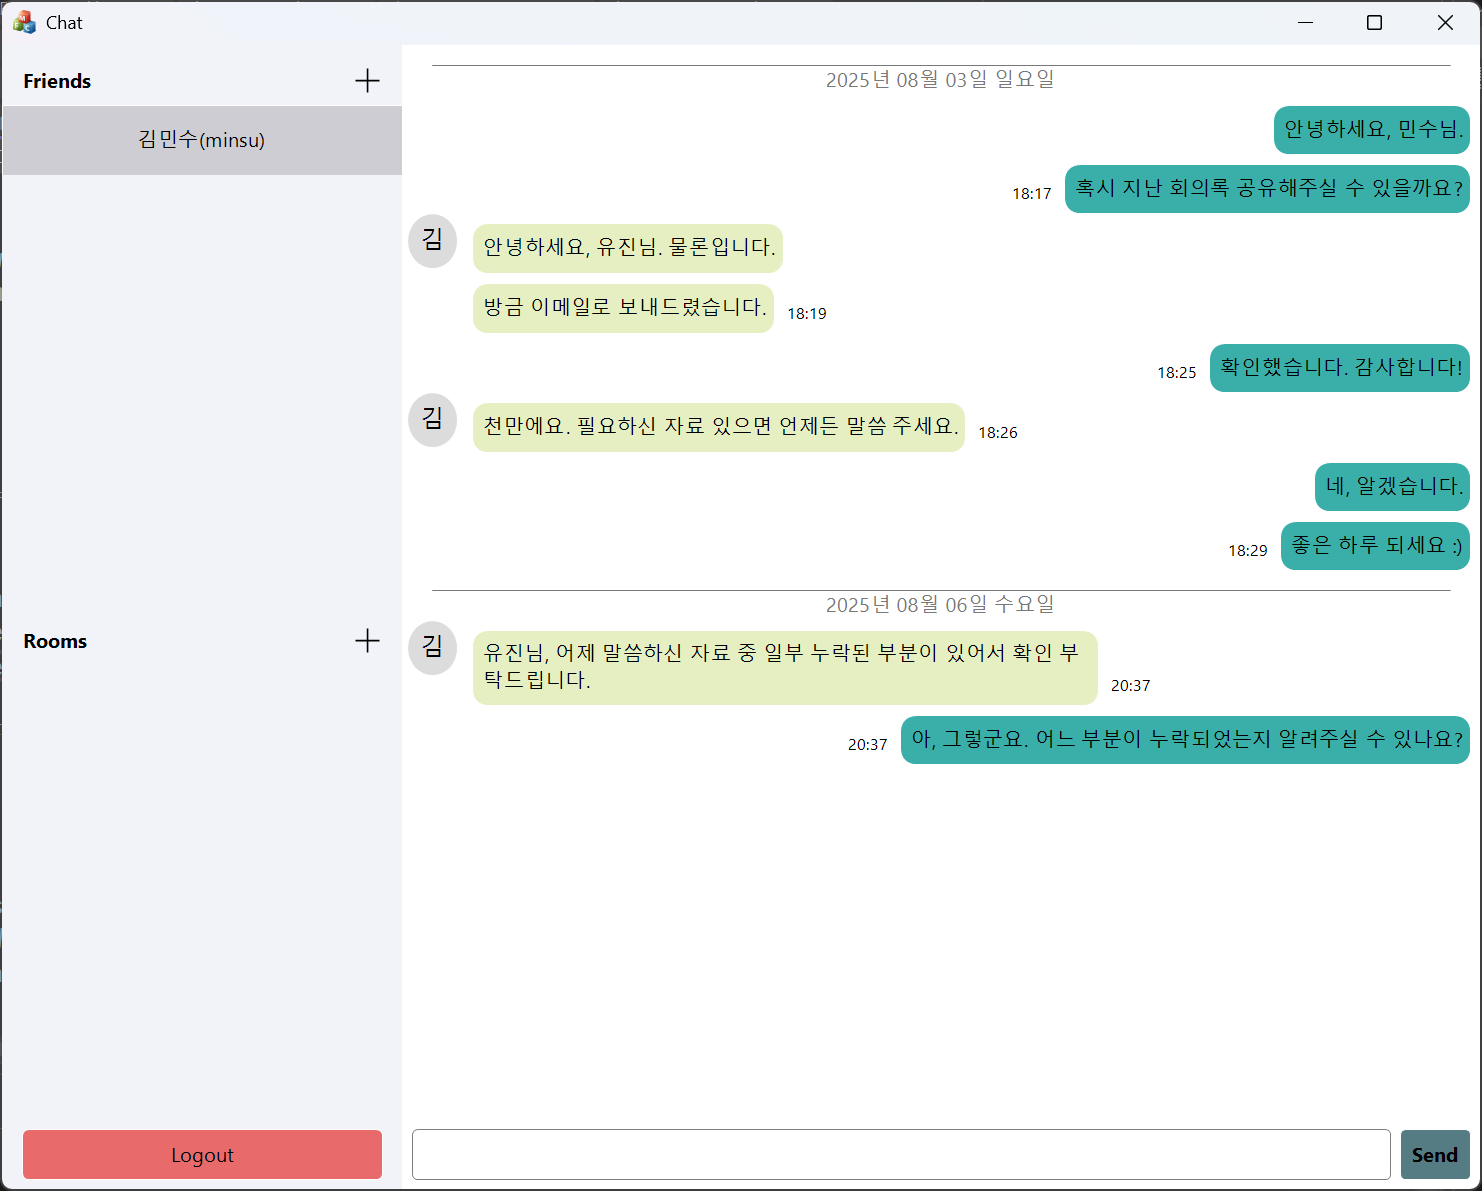 Chat
Friends
김민수(minsu)
Rooms
Logout
2025년 08월 03일 일요일
안녕하세요, 민수님.
혹시 지난 회의록 공유해주실 수 있을까요?
18:17
김
안녕하세요, 유진님. 물론입니다.
방금 이메일로 보내드렸습니다.
18:19
확인했습니다. 감사합니다!
18:25
김
천만에요. 필요하신 자료 있으면 언제든 말씀 주세요.
18:26
네, 알겠습니다.
좋은 하루 되세요 :)
18:29
2025년 08월 06일 수요일
김
유진님, 어제 말씀하신 자료 중 일부 누락된 부분이 있어서 확인 부
탁드립니다.
20:37
아, 그렇군요. 어느 부분이 누락되었는지 알려주실 수 있나요?
20:37
Send